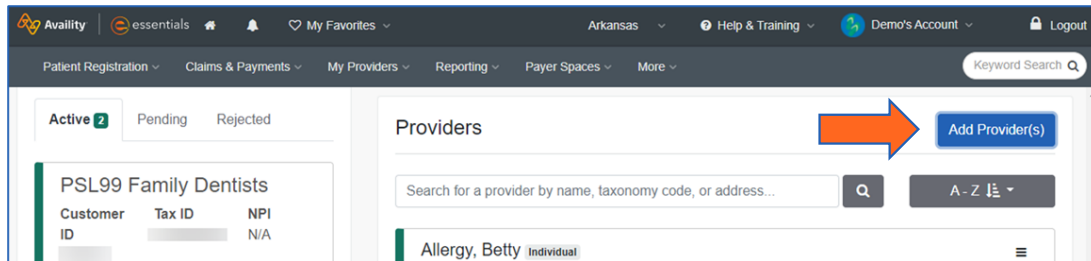 Availity essentials My Favorites Arkansas Help & Training Demo's Account Logout
Patient Registration Claims & Payments My Providers Reporting Payer Spaces More Keyword Search
Active 2 Pending Rejected
Providers
Add Provider(s)
PSL99 Family Dentists
Customer ID
Tax ID
NPI
N/A
Search for a provider by name, taxonomy code, or address...
A - Z
Allergy, Betty Individual